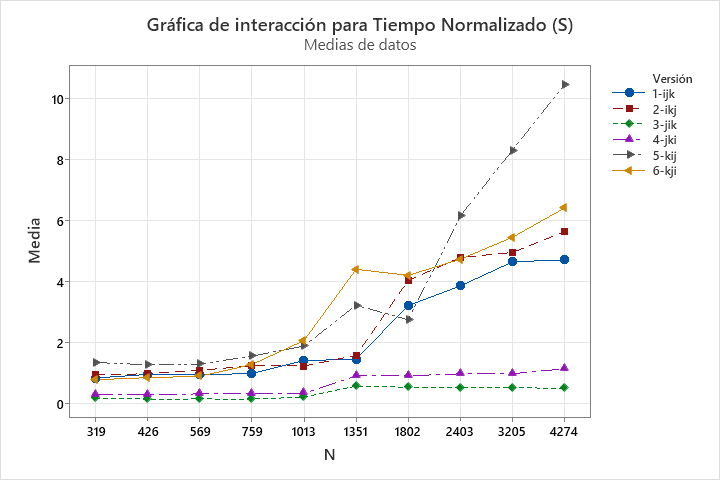 Gráfica de interacción para Tiempo Normalizado (S)
Medias de datos
Versión
1-ijk
2-ikj
3-jik
4-jki
5-kij
6-kji
10
8
6
4
2
0
Media
319 426 569 759 1013 1351 1802 2403 3205 4274
N